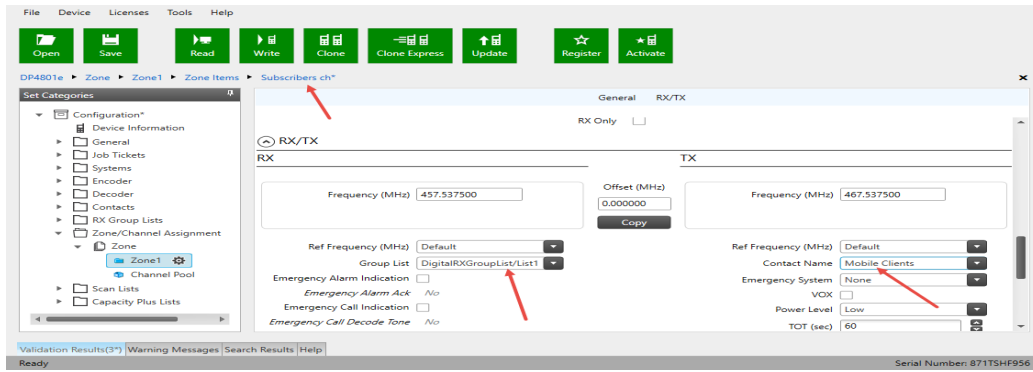 File Device Licenses Tools Help
Open Save Read Write Clone Clone Express Update Register Activate
DP4801e Zone Zone1 Zone Items Subscribers ch*
Set Categories
Configuration*
Device Information
General
Job Tickets
Systems
Encoder
Decoder
Contacts
RX Group Lists
Zone/Channel Assignment
Zone
Zone1
Channel Pool
Scan Lists
Capacity Plus Lists
General RX/TX
RX Only
RX/TX
RX TX
Frequency (MHz) 457.537500 Offset (MHz) 0.000000 Copy Frequency (MHz) 467.537500
Ref Frequency (MHz) Default Ref Frequency (MHz) Default
Group List DigitalRXGroupList/List1 Contact Name Mobile Clients
Emergency Alarm Indication Emergency System None
Emergency Alarm Ack No VOX
Emergency Call Indication Power Level Low
Emergency Call Decode Tone No TOT (sec) 60
Validation Results(3*) Warning Messages Search Results Help
Ready Serial Number: 871TSHF956